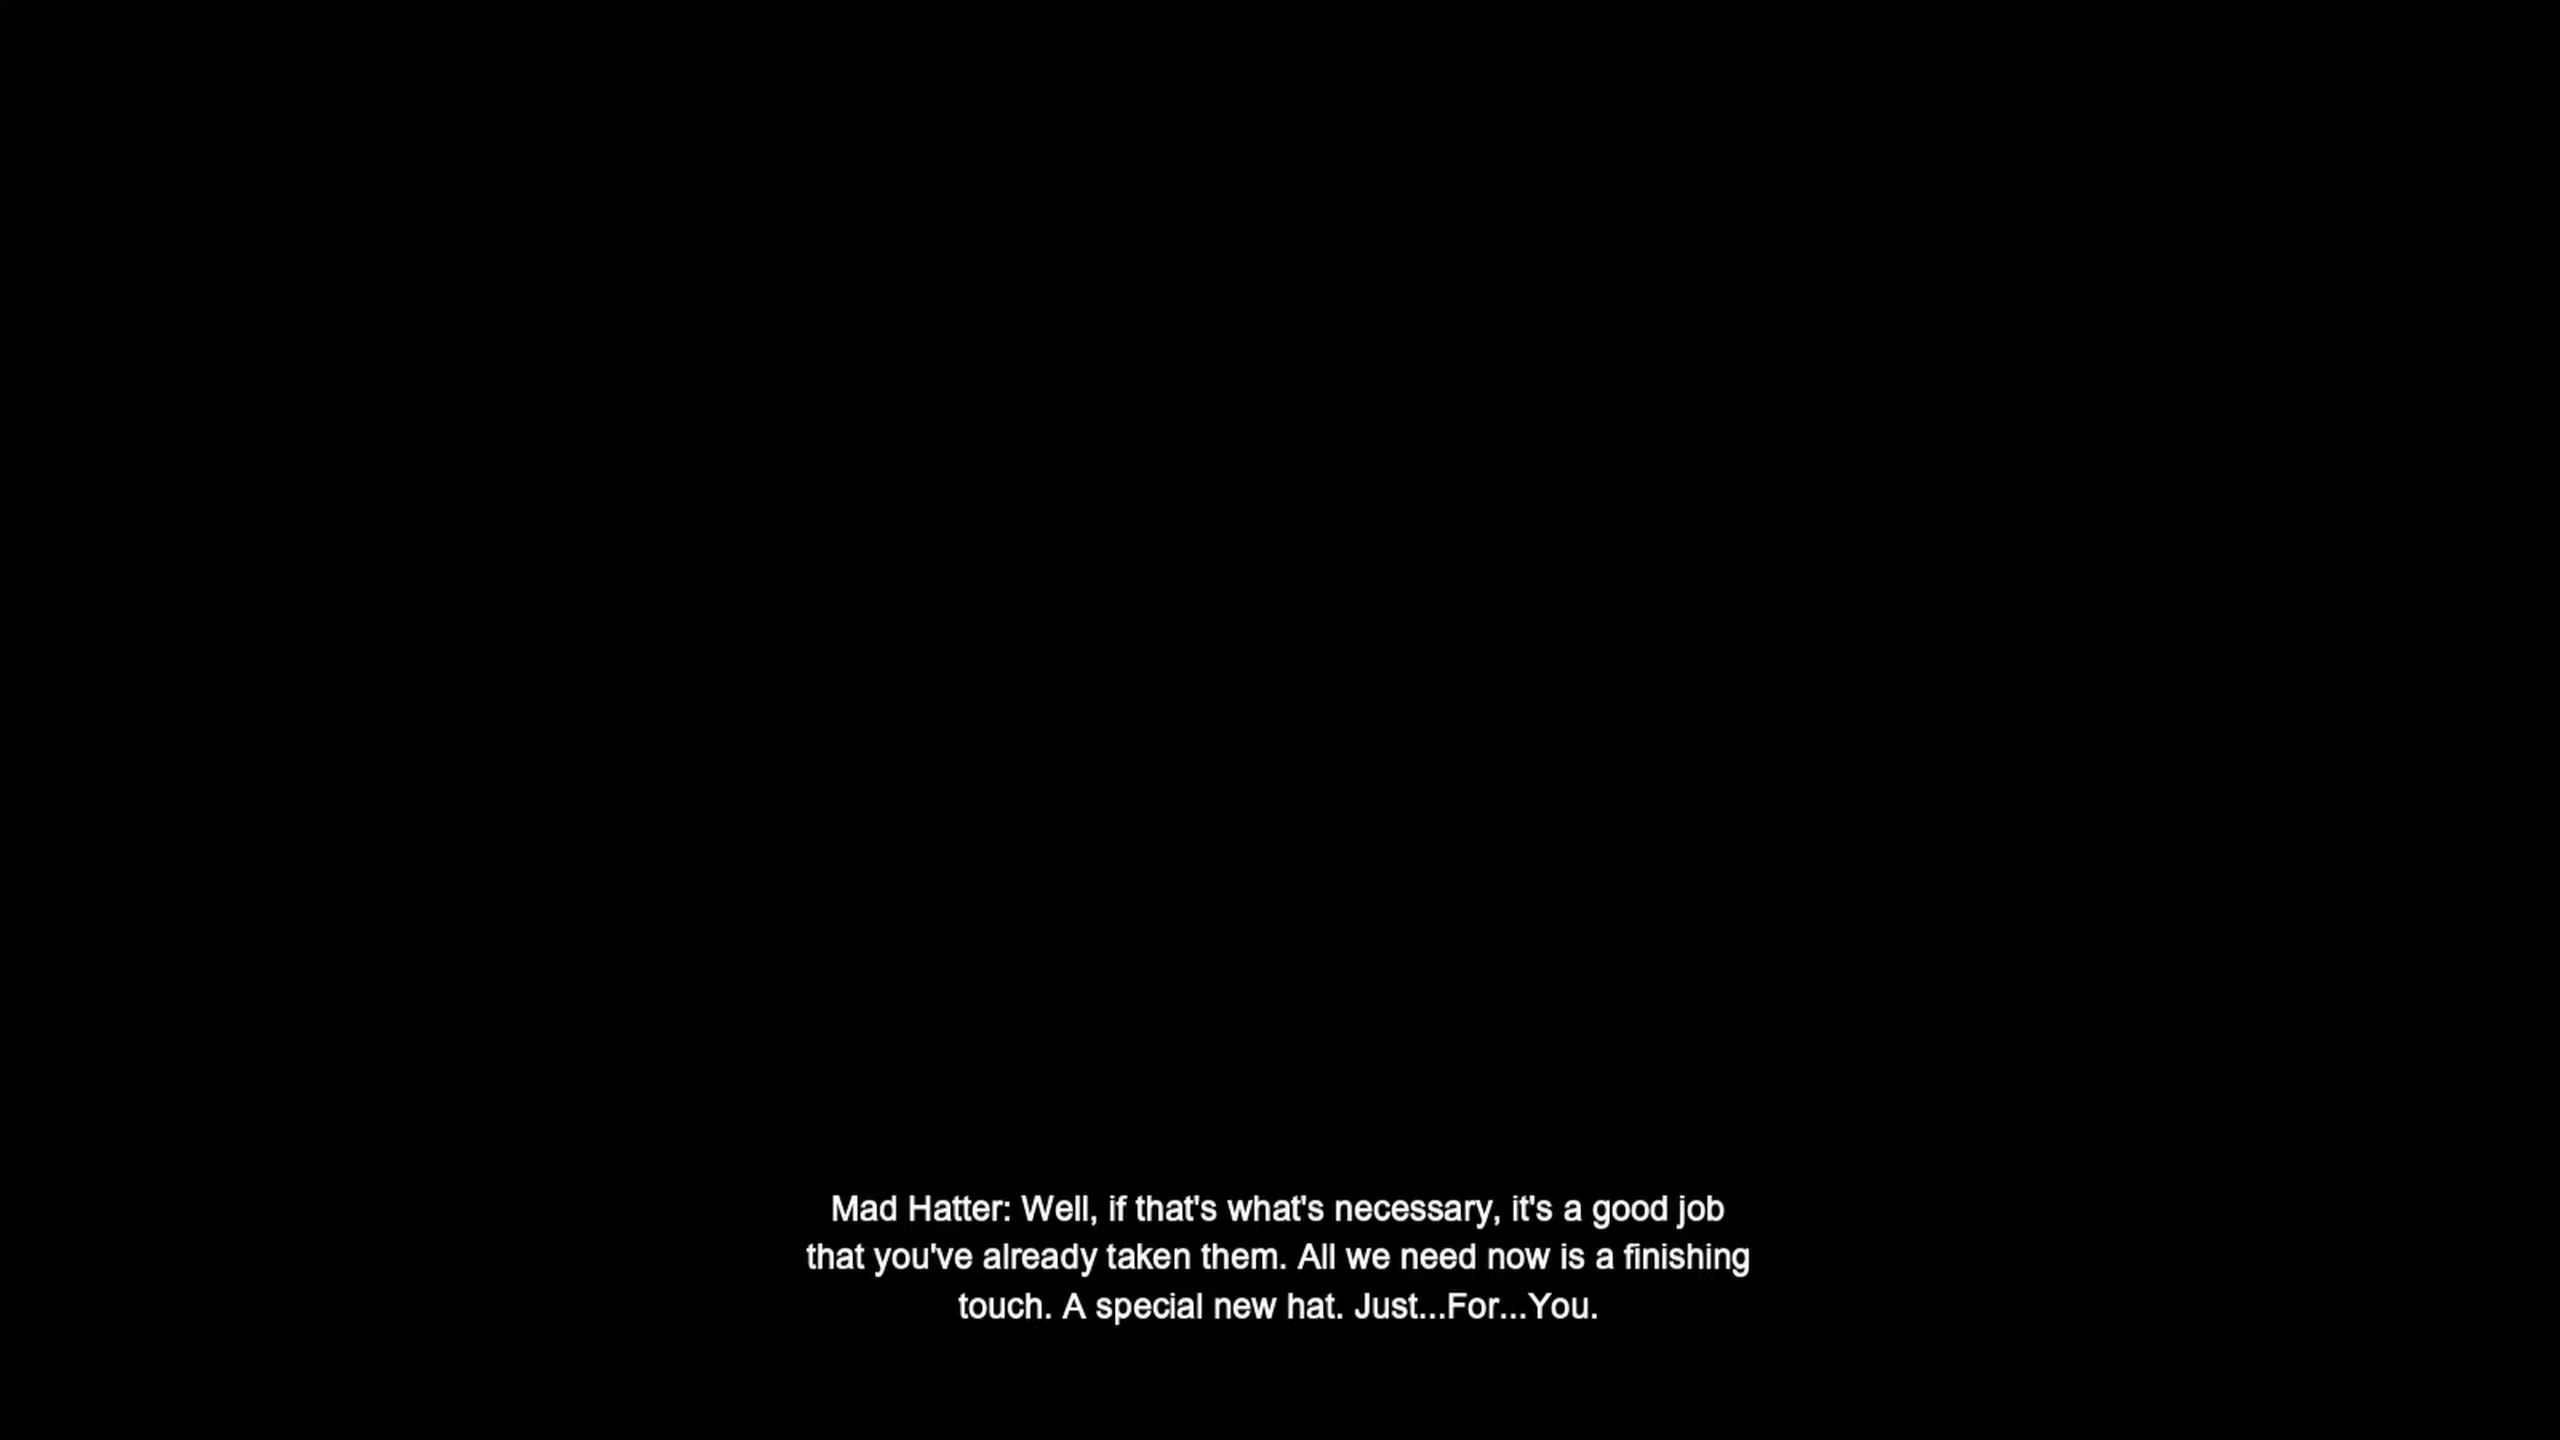 Mad Hatter: Well, if that's what's necessary, it's a good job
that you've already taken them. All we need now is a finishing
touch. A special new hat. Just...For...You.